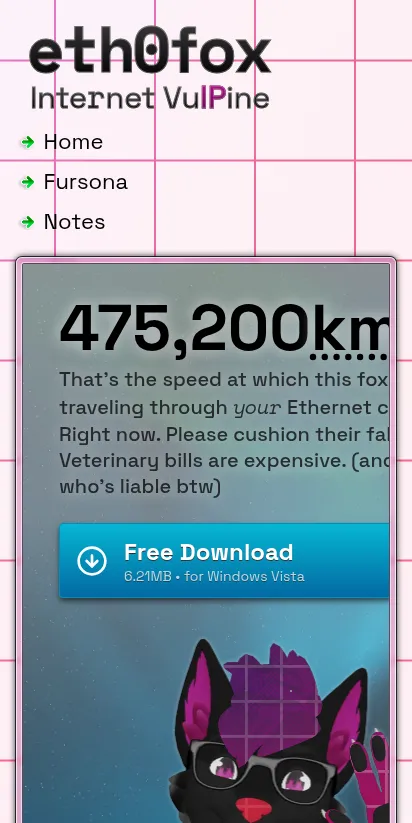 eth0fox
Internet VulPine
Home
Fursona
Notes
475,200km
That's the speed at which this fox
traveling through your Ethernet c
Right now. Please cushion their fal
Veterinary bills are expensive. (and
who's liable btw)
Free Download
6.21MB • for Windows Vista